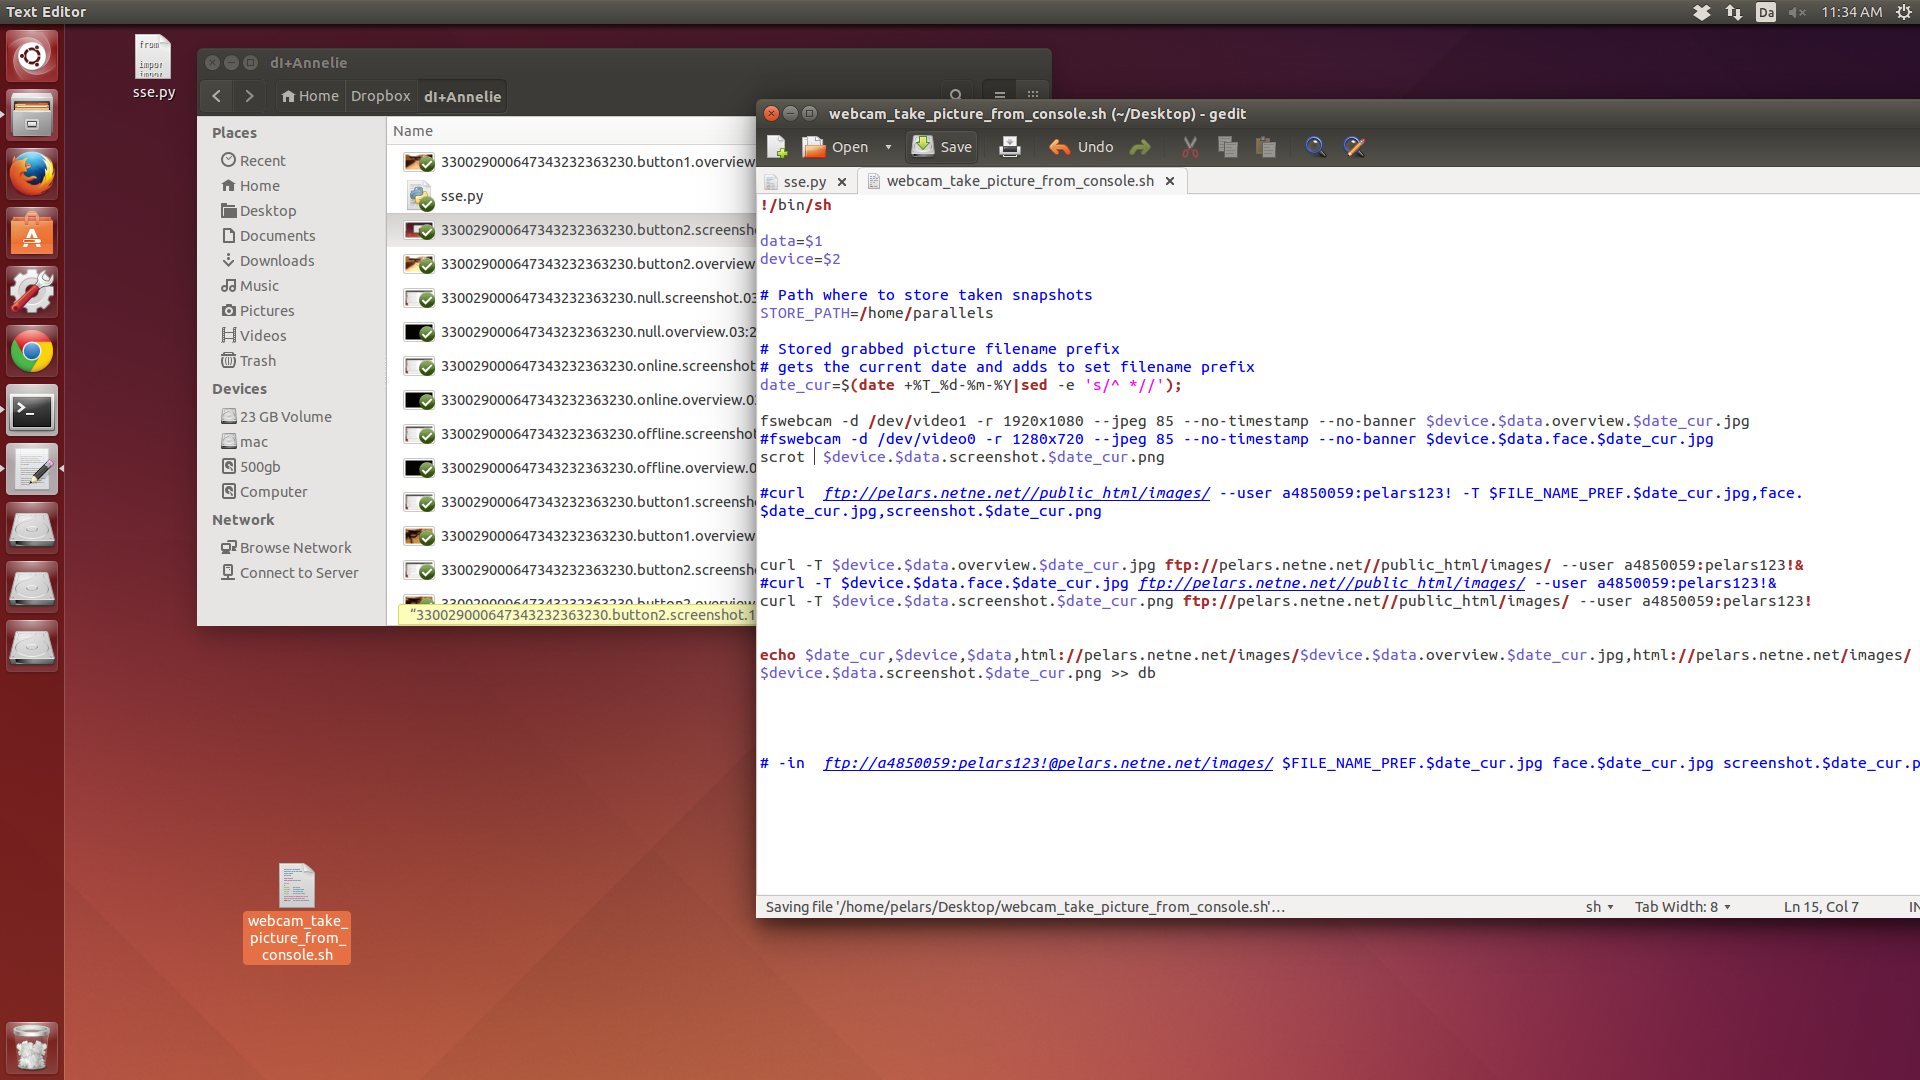 Text Editor
Da
11:34 AM
from
impor
impor
sse.py
dI+Annelie
Home
Dropbox
dI+Annelie
Places
Recent
Home
Desktop
Documents
Downloads
Music
Pictures
Videos
Trash
Devices
23 GB Volume
mac
500gb
Computer
Network
Browse Network
Connect to Server
Name
330029000647343232363230.button1.overview
sse.py
330029000647343232363230.button2.screensh
330029000647343232363230.button2.overview
330029000647343232363230.null.screenshot.03
330029000647343232363230.null.overview.03:2
330029000647343232363230.online.screenshot
330029000647343232363230.online.overview.0
330029000647343232363230.offline.screenshot
330029000647343232363230.offline.overview.0
330029000647343232363230.button1.screensh
330029000647343232363230.button1.overview
330029000647343232363230.button2.screensh
330029000647343232363230.button2.overview
“330029000647343232363230.button2.screenshot.1
webcam_take_picture_from_console.sh (~/Desktop) - gedit
Open
Save
Undo
sse.py
webcam_take_picture_from_console.sh
!/bin/sh
data=$1
device=$2
# Path where to store taken snapshots
STORE_PATH=/home/parallels
# Stored grabbed picture filename prefix
# gets the current date and adds to set filename prefix
date_cur=$(date +%T_%d-%m-%Y|sed -e 's/^ *//');
fswebcam -d /dev/video1 -r 1920x1080 --jpeg 85 --no-timestamp --no-banner $device.$data.overview.$date_cur.jpg
#fswebcam -d /dev/video0 -r 1280x720 --jpeg 85 --no-timestamp --no-banner $device.$data.face.$date_cur.jpg
scrot  $device.$data.screenshot.$date_cur.png
#curl  ftp://pelars.netne.net//public_html/images/ --user a4850059:pelars123! -T $FILE_NAME_PREF.$date_cur.jpg,face.
$date_cur.jpg,screenshot.$date_cur.png
curl -T $device.$data.overview.$date_cur.jpg ftp://pelars.netne.net//public_html/images/ --user a4850059:pelars123!&
#curl -T $device.$data.face.$date_cur.jpg ftp://pelars.netne.net//public_html/images/ --user a4850059:pelars123!&
curl -T $device.$data.screenshot.$date_cur.png ftp://pelars.netne.net//public_html/images/ --user a4850059:pelars123!
echo $date_cur,$device,$data,html://pelars.netne.net/images/$device.$data.overview.$date_cur.jpg,html://pelars.netne.net/images/
$device.$data.screenshot.$date_cur.png >> db
# -in  ftp://a4850059:pelars123!@pelars.netne.net/images/ $FILE_NAME_PREF.$date_cur.jpg face.$date_cur.jpg screenshot.$date_cur.p
Saving file '/home/pelars/Desktop/webcam_take_picture_from_console.sh'…
sh
Tab Width: 8
Ln 15, Col 7
IN
webcam_take_
picture_from_
console.sh